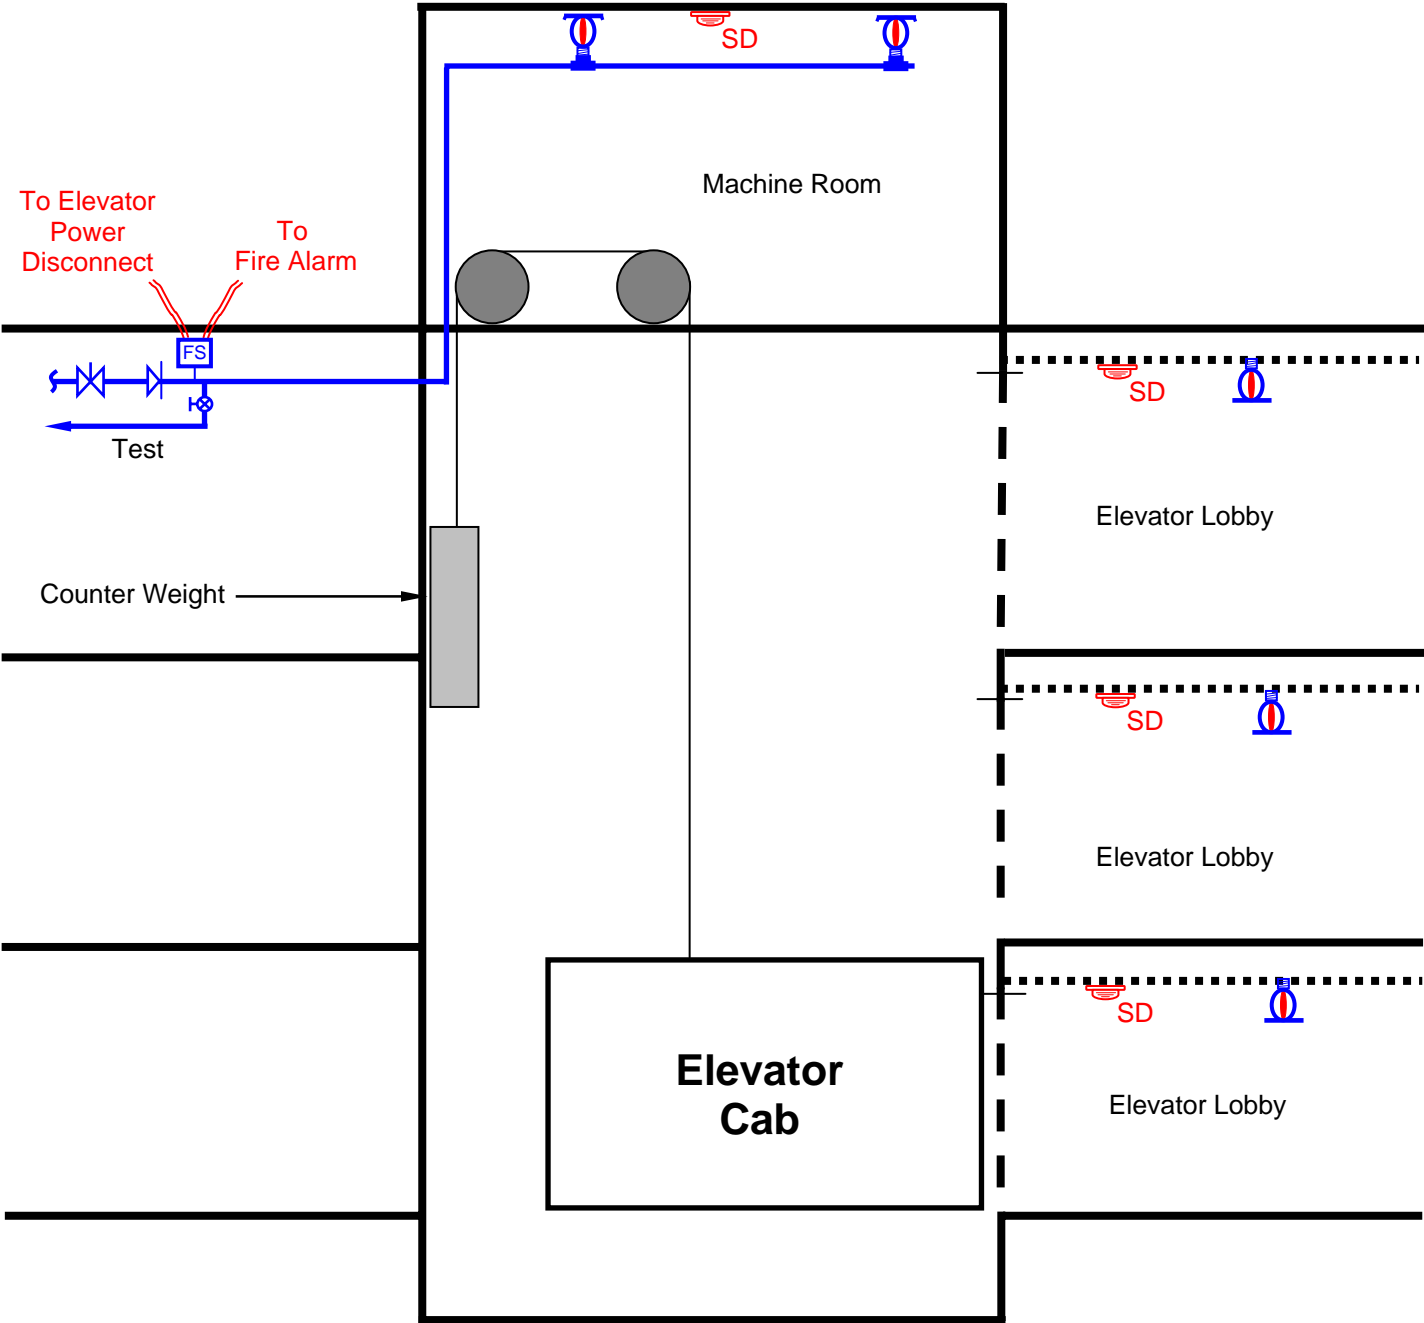 SD
Machine Room
To Elevator
Power
Disconnect
To
Fire Alarm
FS
Test
SD
Elevator Lobby
Counter Weight
SD
Elevator Lobby
SD
Elevator
Cab
Elevator Lobby